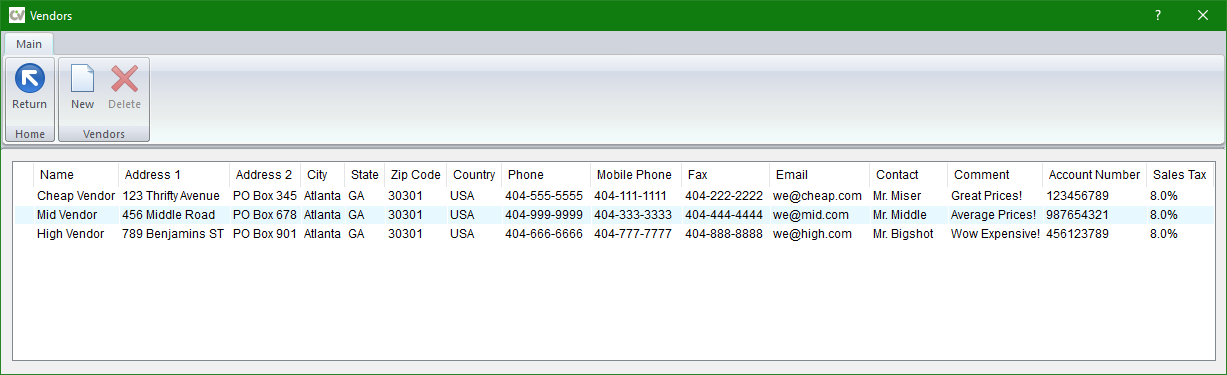 CV Vendors ?
Main
Return New Delete
Home Vendors
Name Address 1 Address 2 City State Zip Code Country Phone Mobile Phone Fax Email Contact Comment Account Number Sales Tax
Cheap Vendor 123 Thrifty Avenue PO Box 345 Atlanta GA 30301 USA 404-555-5555 404-111-1111 404-222-2222 we@cheap.com Mr. Miser Great Prices! 123456789 8.0%
Mid Vendor 456 Middle Road PO Box 678 Atlanta GA 30301 USA 404-999-9999 404-333-3333 404-444-4444 we@mid.com Mr. Middle Average Prices! 987654321 8.0%
High Vendor 789 Benjamins ST PO Box 901 Atlanta GA 30301 USA 404-666-6666 404-777-7777 404-888-8888 we@high.com Mr. Bigshot Wow Expensive! 456123789 8.0%